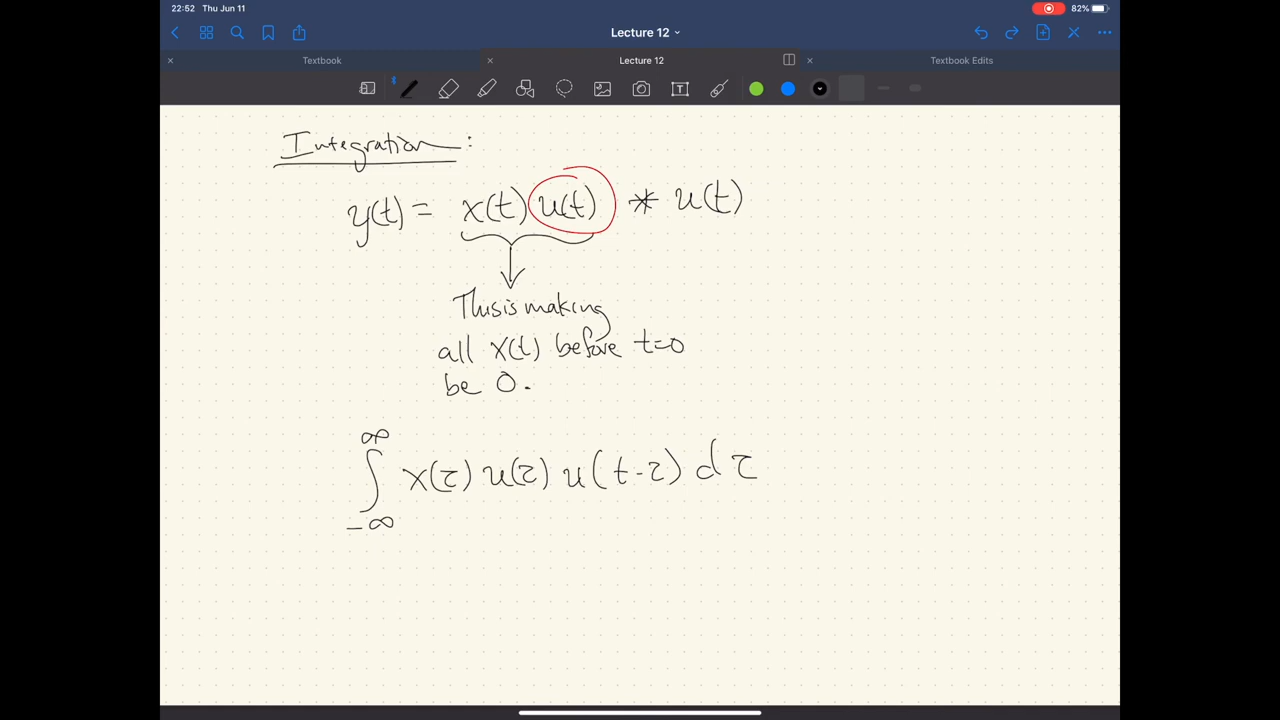 22:52 Thu Jun 11
82%
Lecture 12
Textbook
Lecture 12
Textbook Edits
Integration:
y(t) = x(t) u(t) * u(t)
This is making
all x(t) before t=0
be 0.
∞
∫ x(τ) u(τ) u(t-τ) dτ
-∞